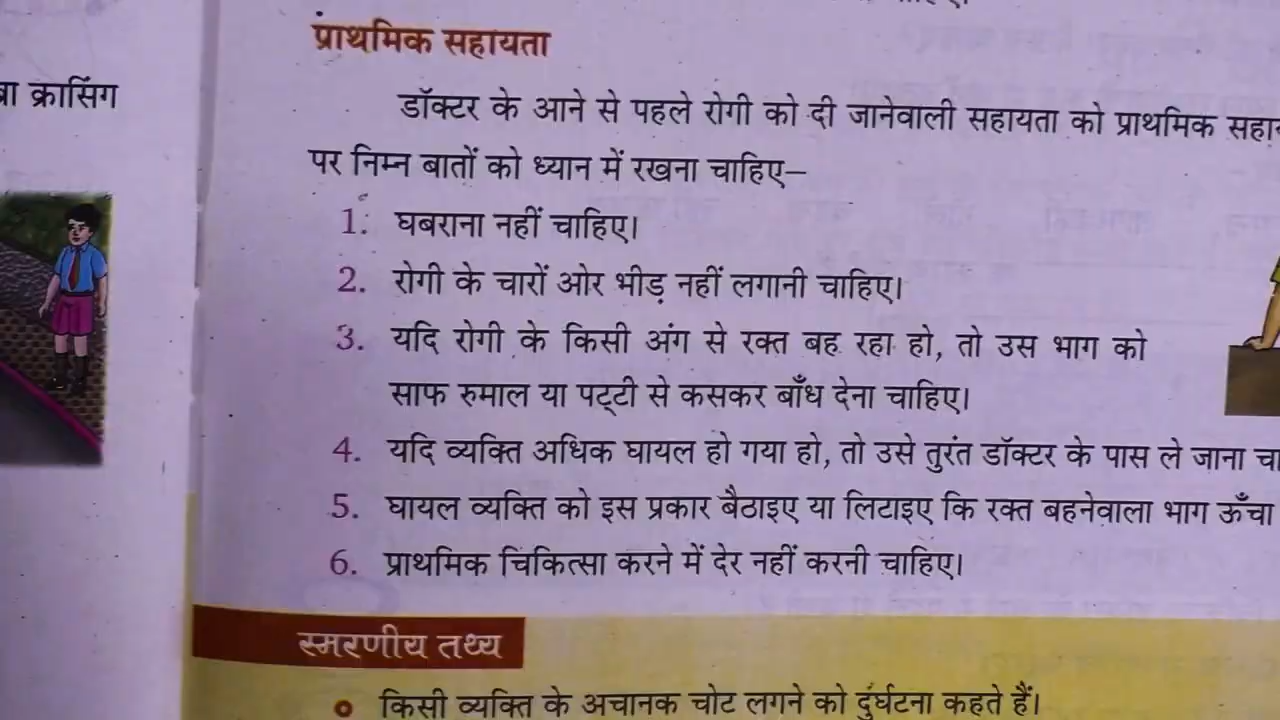 क्रासिंग
प्राथमिक सहायता
डॉक्टर के आने से पहले रोगी को दी जानेवाली सहायता को प्राथमिक
पर निम्न बातों को ध्यान में रखना चाहिए–
1. घबराना नहीं चाहिए।
2. रोगी के चारों ओर भीड़ नहीं लगानी चाहिए।
3. यदि रोगी के किसी अंग से रक्त बह रहा हो, तो उस भाग को
साफ रुमाल या पट्टी से कसकर बाँध देना चाहिए।
4. यदि व्यक्ति अधिक घायल हो गया हो, तो उसे तुरंत डॉक्टर के पास ले जाना
5. घायल व्यक्ति को इस प्रकार बैठाइए या लिटाइए कि रक्त बहनेवाला भाग ऊँचा
6. प्राथमिक चिकित्सा करने में देर नहीं करनी चाहिए।
स्मरणीय तथ्य
किसी व्यक्ति के अचानक चोट लगने को दुर्घटना कहते हैं।